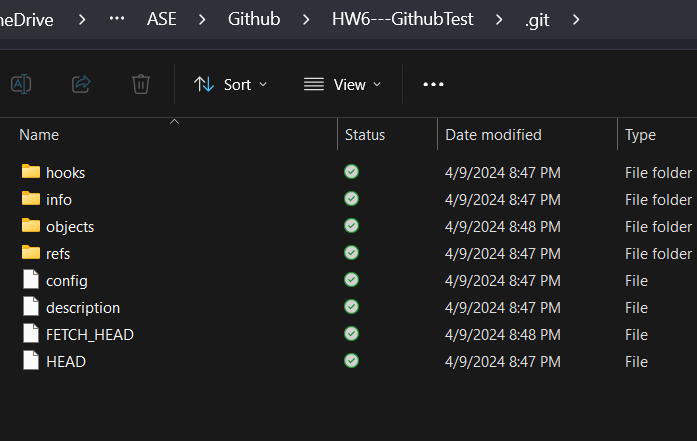 neDrive > ... ASE > Github > HW6---GithubTest > .git >
Sort View ...
Name Status Date modified Type
hooks 4/9/2024 8:47 PM File folder
info 4/9/2024 8:47 PM File folder
objects 4/9/2024 8:48 PM File folder
refs 4/9/2024 8:47 PM File folder
config 4/9/2024 8:47 PM File
description 4/9/2024 8:47 PM File
FETCH_HEAD 4/9/2024 8:48 PM File
HEAD 4/9/2024 8:47 PM File